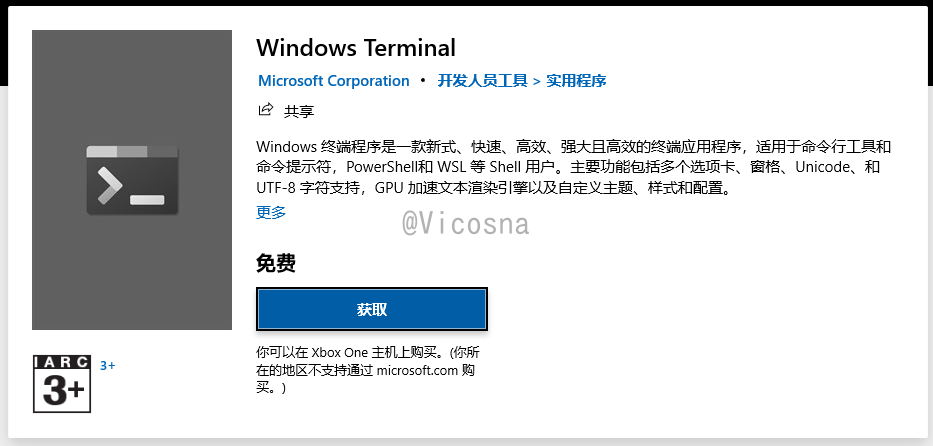 Windows Terminal
Microsoft Corporation • 开发人员工具 > 实用程序
共享
Windows 终端程序是一款新式、快速、高效、强大且高效的终端应用程序，适用于命令行工具和
命令提示符，PowerShell和 WSL 等 Shell 用户。主要功能包括多个选项卡、窗格、Unicode、和
UTF-8 字符支持，GPU 加速文本渲染引擎以及自定义主题、样式和配置。
更多
@Vicosna
免费
获取
你可以在 Xbox One 主机上购买。(你所
在的地区不支持通过 microsoft.com 购
买。)
IARC
3+
3+